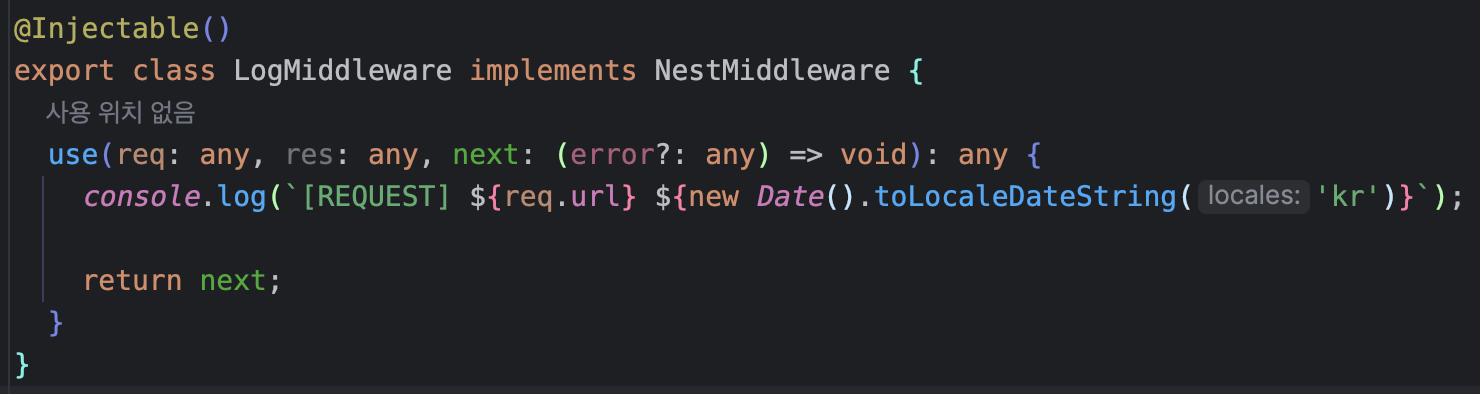 @Injectable()
export class LogMiddleware implements NestMiddleware {
사용 위치 없음
use(req: any, res: any, next: (error?: any) => void): any {
console.log(`[REQUEST] ${req.url} ${new Date().toLocaleDateString( locales: 'kr')}`);
return next;
}
}